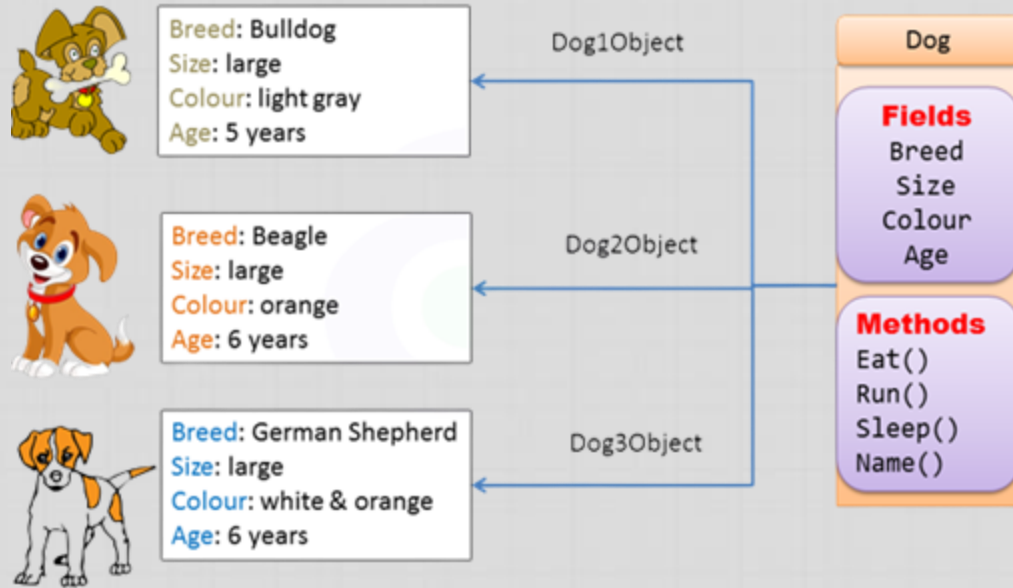 Breed: Bulldog
Size: large
Colour: light gray
Age: 5 years
Dog1Object
Breed: Beagle
Size: large
Colour: orange
Age: 6 years
Dog2Object
Breed: German Shepherd
Size: large
Colour: white & orange
Age: 6 years
Dog3Object
Dog
Fields
Breed
Size
Colour
Age
Methods
Eat()
Run()
Sleep()
Name()